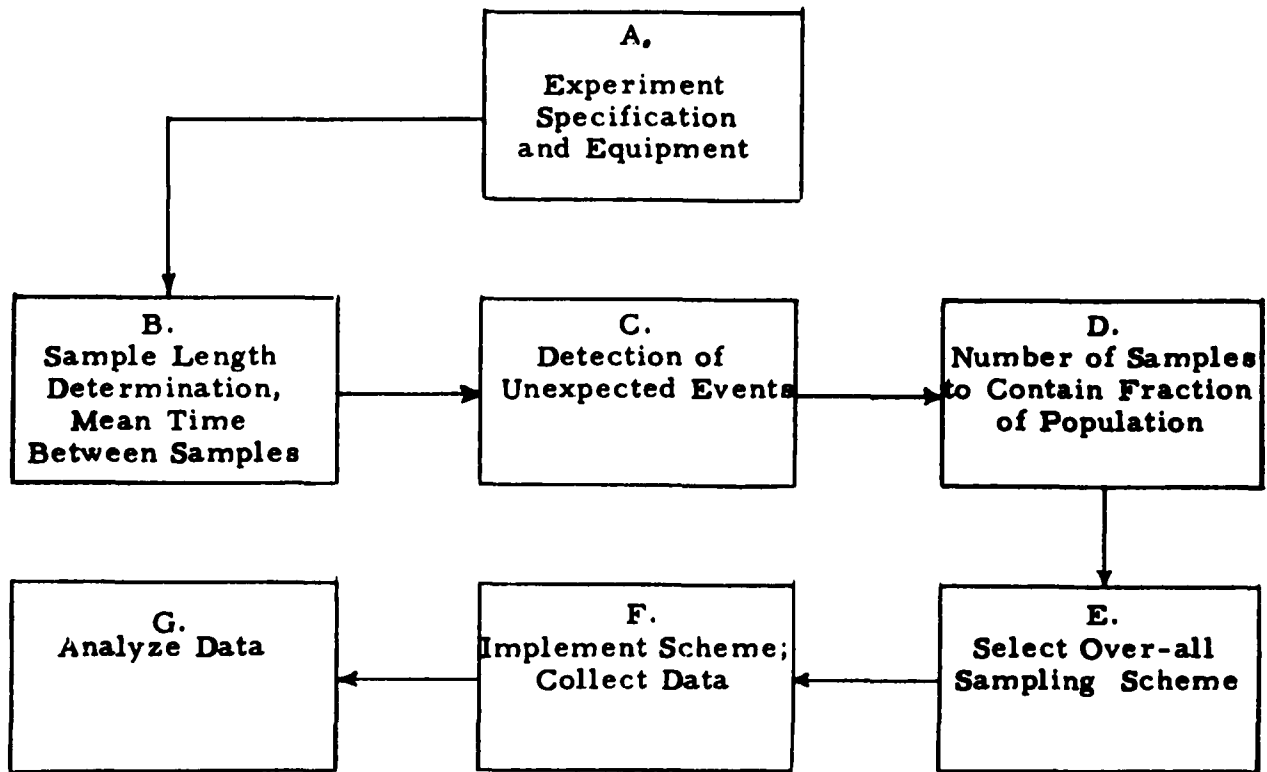 A.
Experiment
Specification
and Equipment
B.
Sample Length
Determination,
Mean Time
Between Samples
C.
Detection of
Unexpected Events
D.
Number of Samples
to Contain Fraction
of Population
E.
Select Over-all
Sampling Scheme
F.
Implement Scheme;
Collect Data
G.
Analyze Data